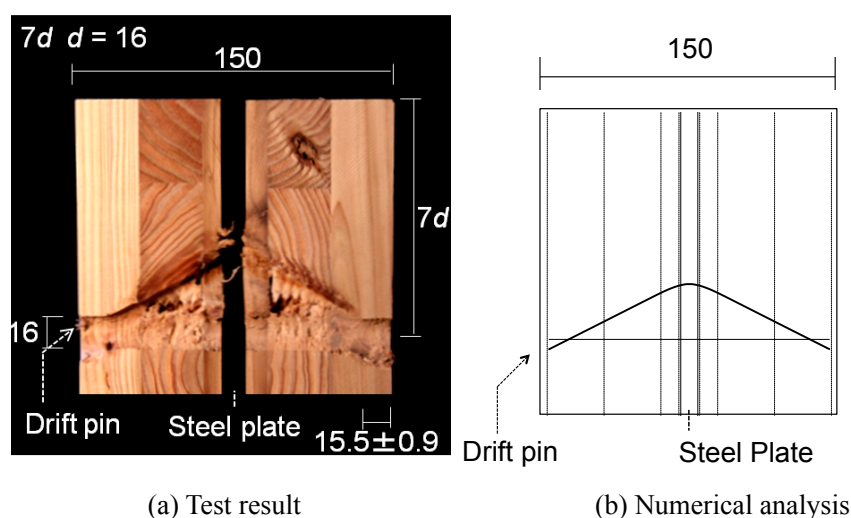 7d d = 16
150
7d
16
Drift pin
Steel plate
15.5±0.9
(a) Test result
150
Drift pin
Steel Plate
(b) Numerical analysis